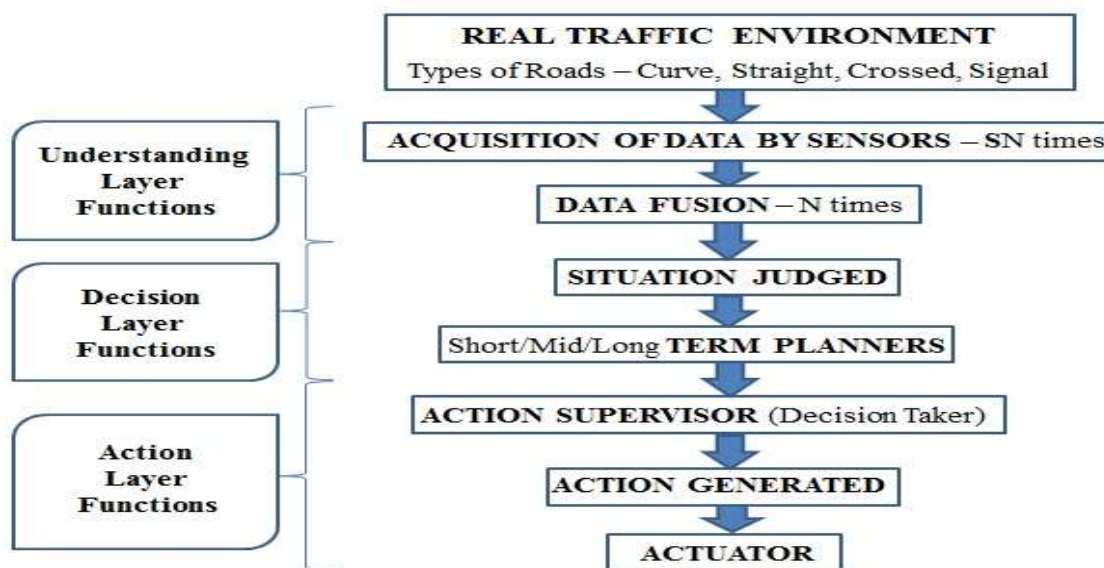 REAL TRAFFIC ENVIRONMENT
Types of Roads – Curve, Straight, Crossed, Signal
ACQUISITION OF DATA BY SENSORS – SN times
DATA FUSION – N times
SITUATION JUDGED
Short/Mid/Long TERM PLANNERS
ACTION SUPERVISOR (Decision Taker)
ACTION GENERATED
ACTUATOR
Understanding
Layer
Functions
Decision
Layer
Functions
Action
Layer
Functions